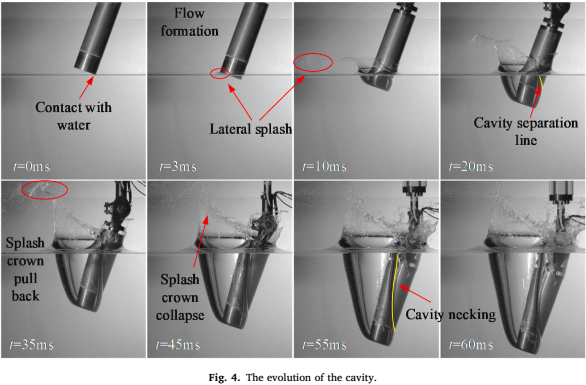 Flow
formation
Contact with
water
Lateral splash
Cavity separation
line
t=0ms
t=3ms
t=10ms
t=20ms
Splash
crown
pull
back
Splash
crown
collapse
Cavity necking
t=35ms
t=45ms
t=55ms
t=60ms
Fig. 4. The evolution of the cavity.